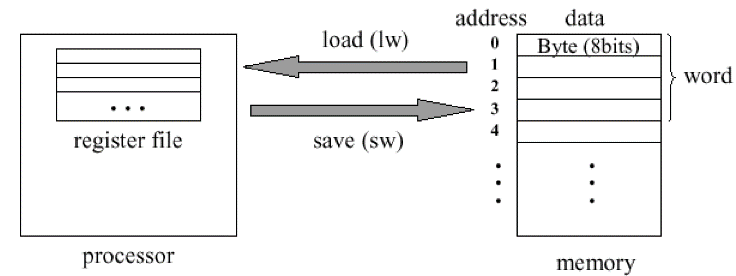 address data
load (lw)
0 Byte (8bits)
1
2
word
3
4
register file
save (sw)
processor
memory